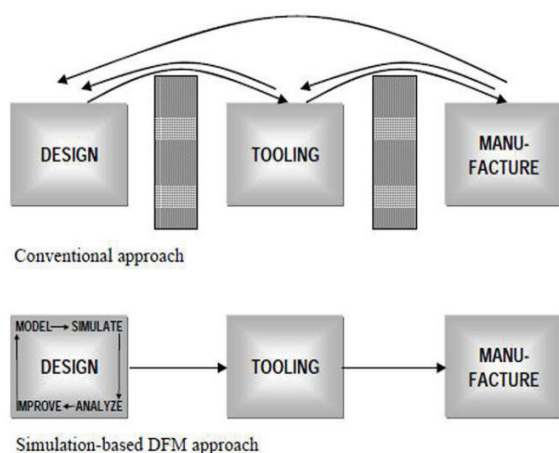 DESIGN
TOOLING
MANU-
FACTURE
Conventional approach
MODEL SIMULATE
DESIGN
IMPROVE ANALYZE
TOOLING
MANU-
FACTURE
Simulation-based DFM approach